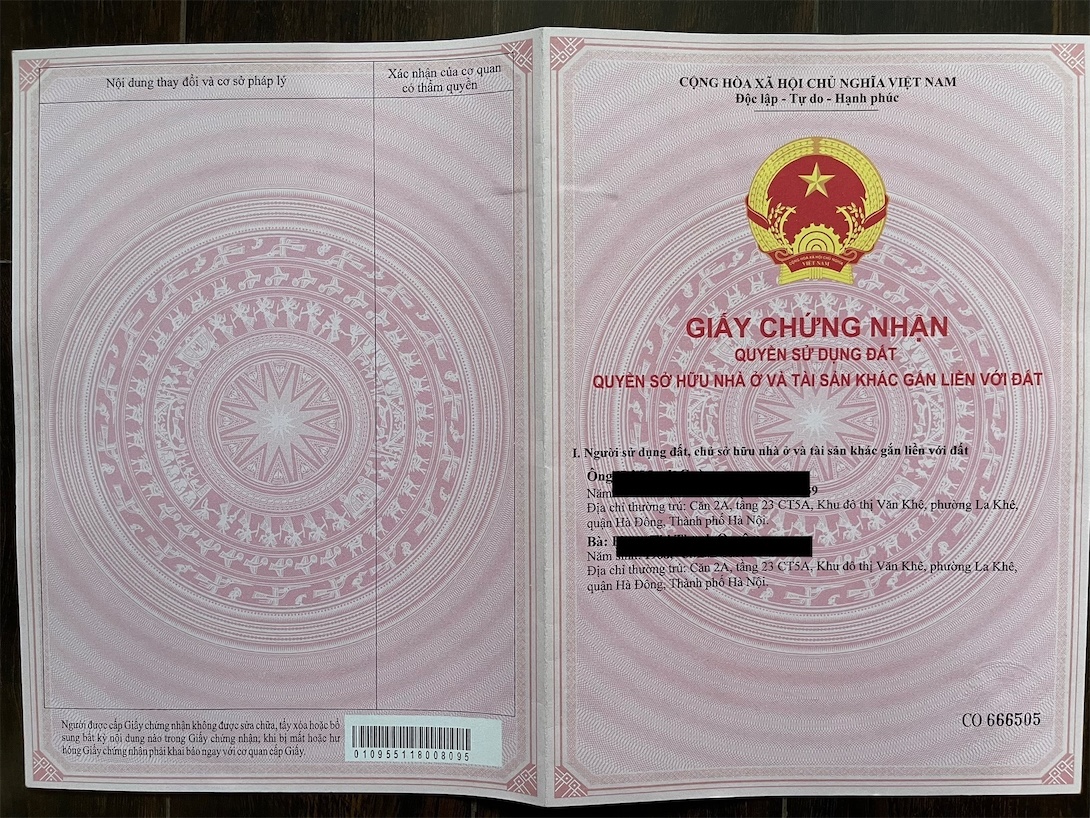 Nội dung thay đổi và cơ sở pháp lý
Xác nhận của cơ quan
có thẩm quyền
Người được cấp Giấy chứng nhận không được sửa chữa, tẩy xóa hoặc bổ
sung bất kỳ nội dung nào trong Giấy chứng nhận; khi bị mất hoặc hư
hỏng Giấy chứng nhận phải khai báo ngay với cơ quan cấp Giấy.
010955118008095
CỘNG HÒA XÃ HỘI CHỦ NGHĨA VIỆT NAM
Độc lập - Tự do - Hạnh phúc
CỘNG HÒA XÃ HỘI CHỦ NGHĨA
VIỆT NAM
GIẤY CHỨNG NHẬN
QUYỀN SỬ DỤNG ĐẤT
QUYỀN SỞ HỮU NHÀ Ở VÀ TÀI SẢN KHÁC GẮN LIỀN VỚI ĐẤT
I. Người sử dụng đất, chủ sở hữu nhà ở và tài sản khác gắn liền với đất
Ông
Năm 9
Địa chỉ thường trú: Căn 2A, tầng 23 CT5A, Khu đô thị Văn Khê, phường La Khê,
quận Hà Đông, Thành phố Hà Nội.
Bà:
Năm
Địa chỉ thường trú: Căn 2A, tầng 23 CT5A, Khu đô thị Văn Khê, phường La Khê,
quận Hà Đông, Thành phố Hà Nội.
CO 666505